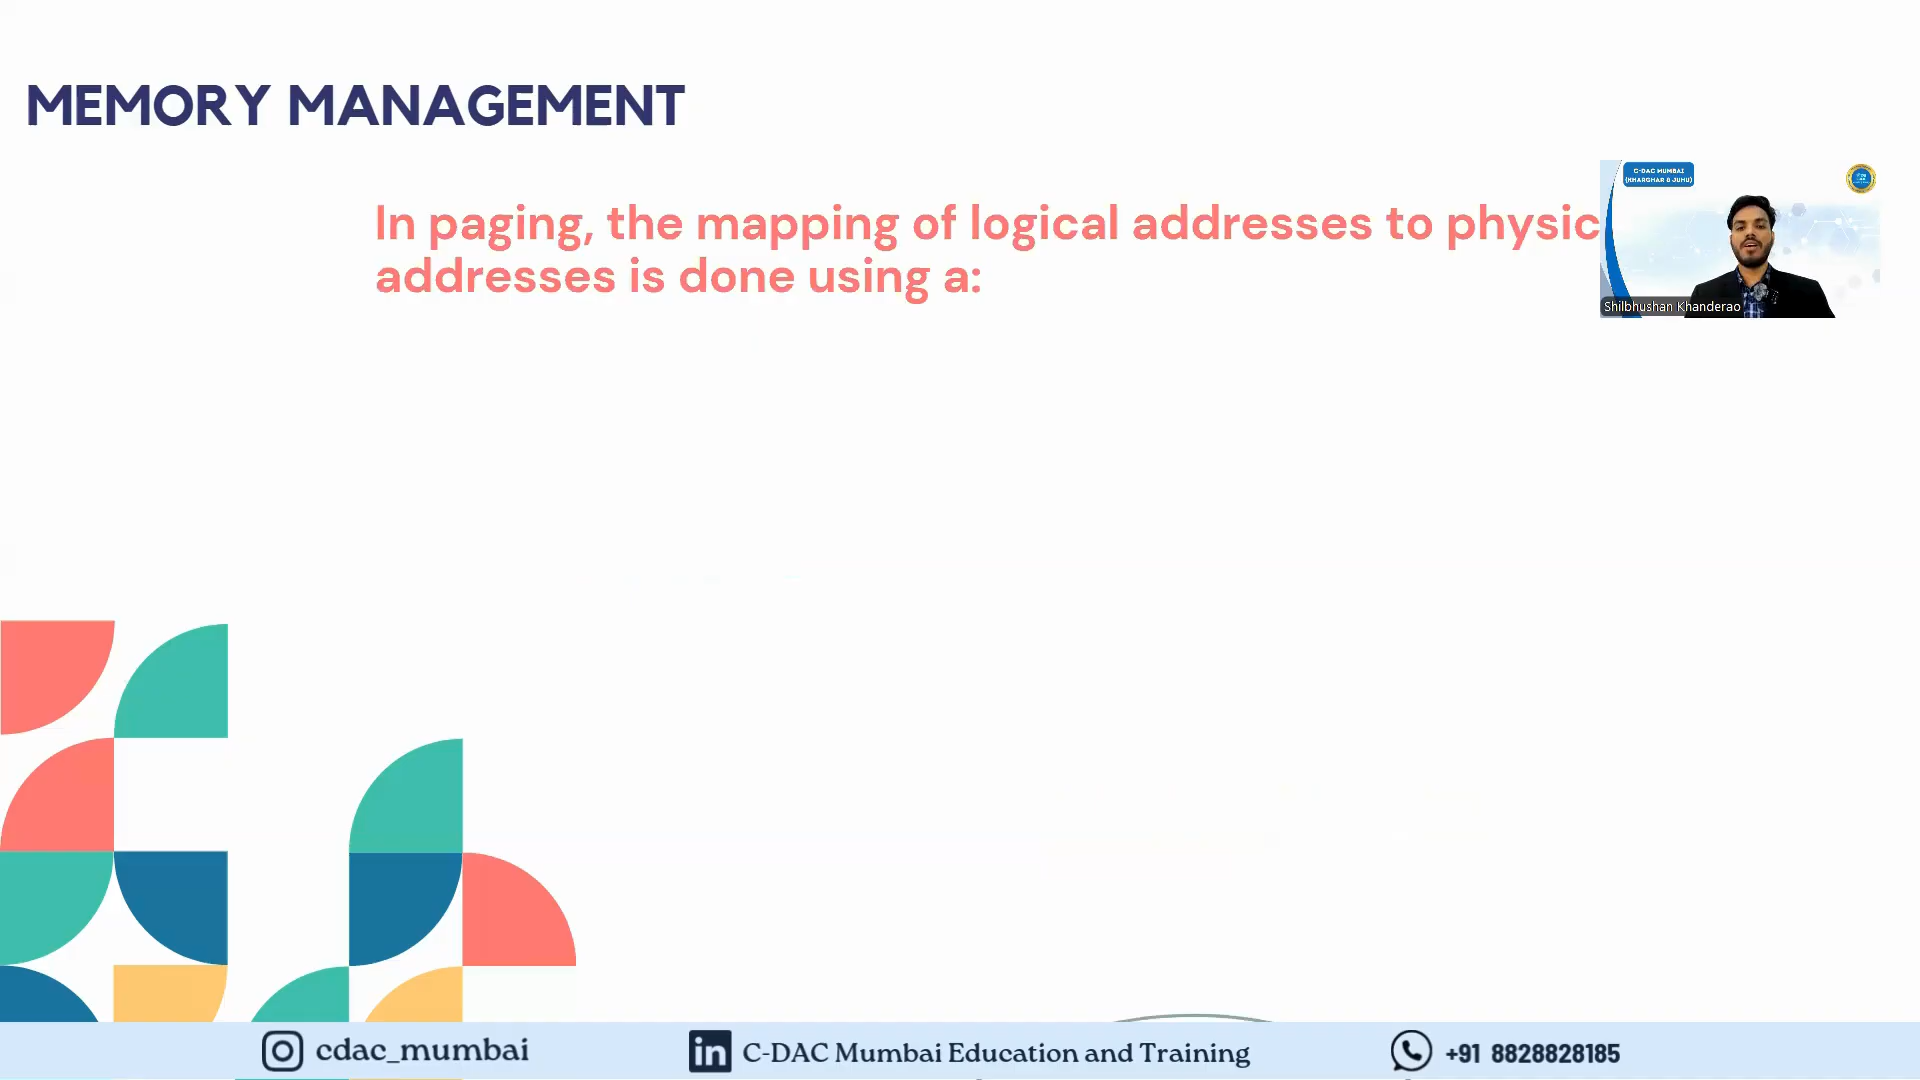 MEMORY MANAGEMENT
In paging, the mapping of logical addresses to physic
addresses is done using a:
C-DAC MUMBAI
(KHARGHAR & JUHU)
Shilbhushan Khanderao
cdac_mumbai
in C-DAC Mumbai Education and Training
+91 8828828185